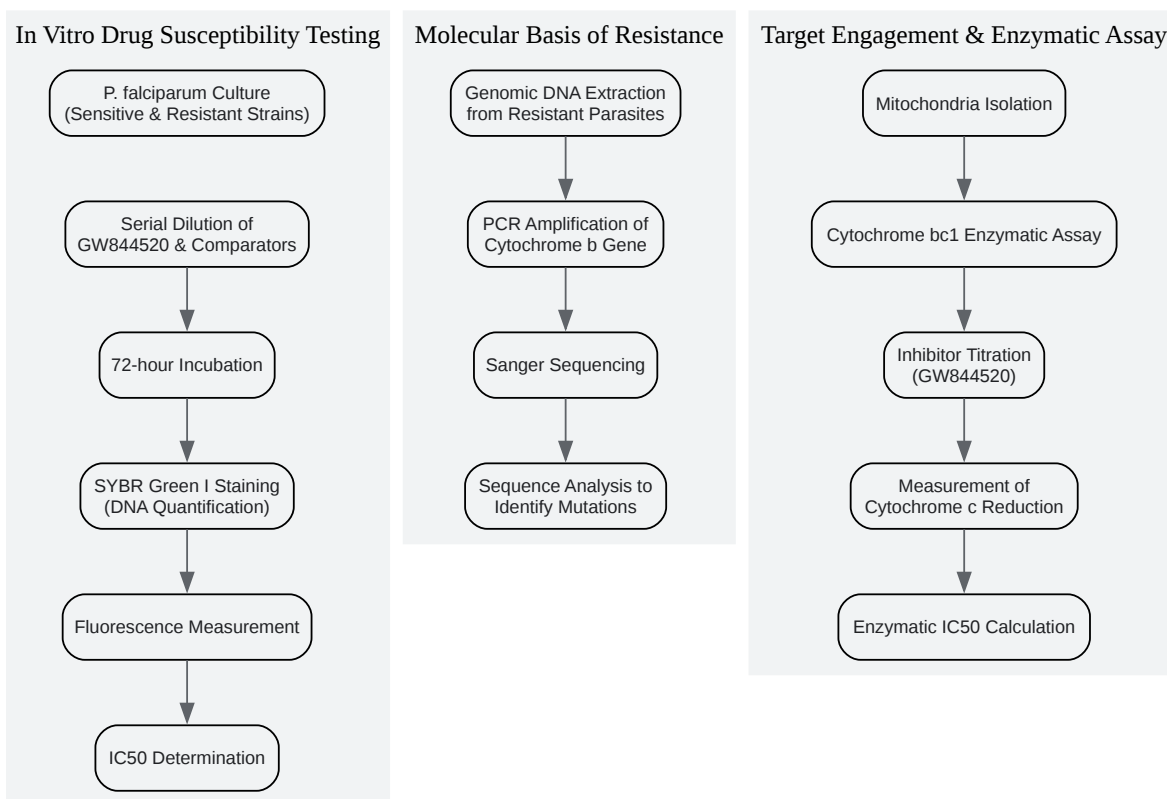 In Vitro Drug Susceptibility Testing
P. falciparum Culture
(Sensitive & Resistant Strains)
Serial Dilution of
GW844520 & Comparators
72-hour Incubation
SYBR Green I Staining
(DNA Quantification)
Fluorescence Measurement
IC50 Determination
Molecular Basis of Resistance
Genomic DNA Extraction
from Resistant Parasites
PCR Amplification of
Cytochrome b Gene
Sanger Sequencing
Sequence Analysis to
Identify Mutations
Target Engagement & Enzymatic Assay
Mitochondria Isolation
Cytochrome bc1 Enzymatic Assay
Inhibitor Titration
(GW844520)
Measurement of
Cytochrome c Reduction
Enzymatic IC50 Calculation